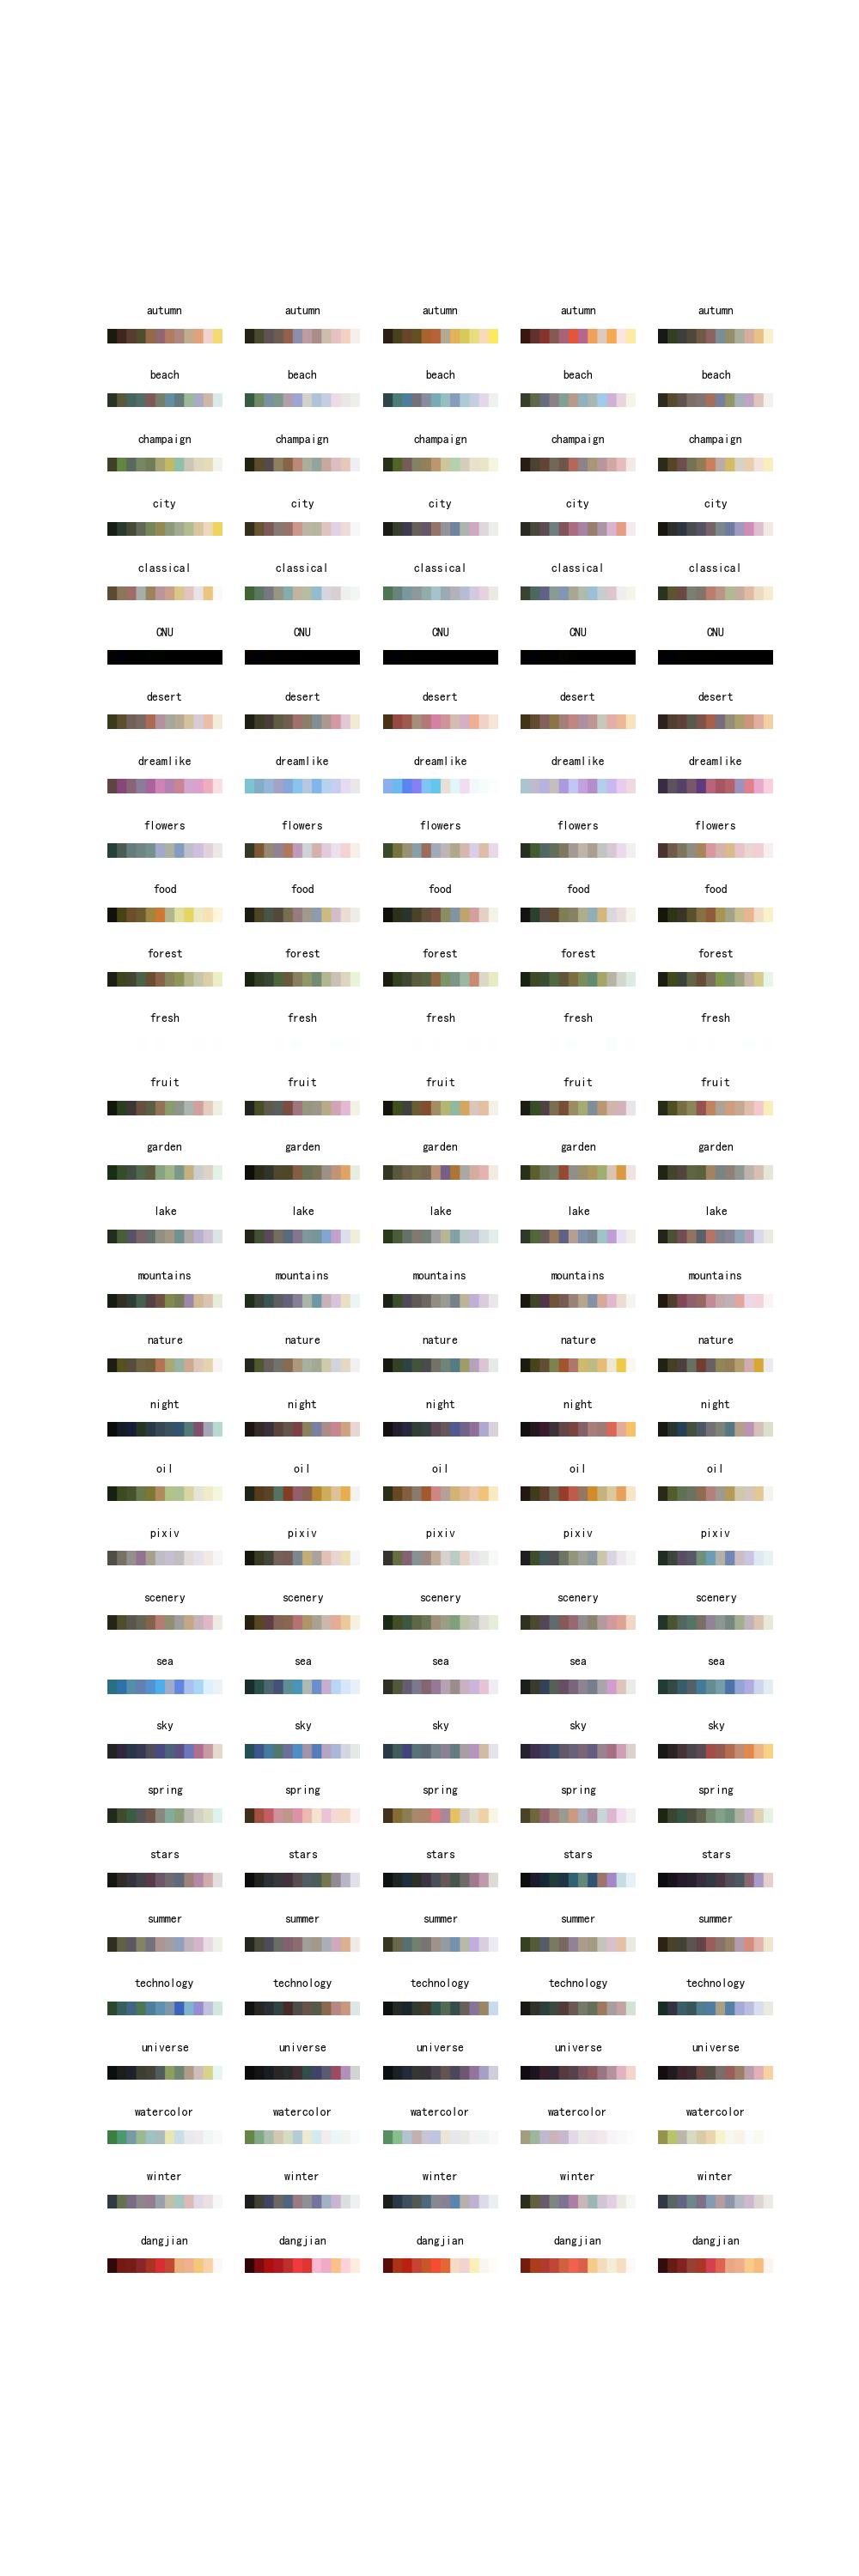 autumn autumn autumn autumn autumn
beach beach beach beach beach
champaign champaign champaign champaign champaign
city city city city city
classical classical classical classical classical
CNU CNU CNU CNU CNU
desert desert desert desert desert
dreamlike dreamlike dreamlike dreamlike dreamlike
flowers flowers flowers flowers flowers
food food food food food
forest forest forest forest forest
fresh fresh fresh fresh fresh
fruit fruit fruit fruit fruit
garden garden garden garden garden
lake lake lake lake lake
mountains mountains mountains mountains mountains
nature nature nature nature nature
night night night night night
oil oil oil oil oil
pixiv pixiv pixiv pixiv pixiv
scenery scenery scenery scenery scenery
sea sea sea sea sea
sky sky sky sky sky
spring spring spring spring spring
stars stars stars stars stars
summer summer summer summer summer
technology technology technology technology technology
universe universe universe universe universe
watercolor watercolor watercolor watercolor watercolor
winter winter winter winter winter
dangjian dangjian dangjian dangjian dangjian